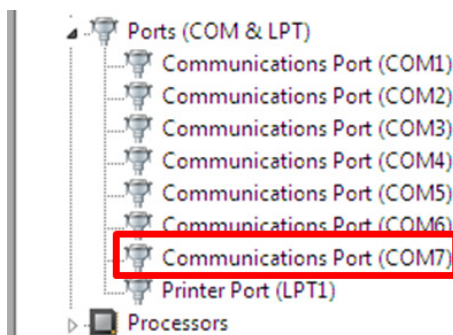 Ports (COM & LPT)
Communications Port (COM1)
Communications Port (COM2)
Communications Port (COM3)
Communications Port (COM4)
Communications Port (COM5)
Communications Port (COM6)
Communications Port (COM7)
Printer Port (LPT1)
Processors